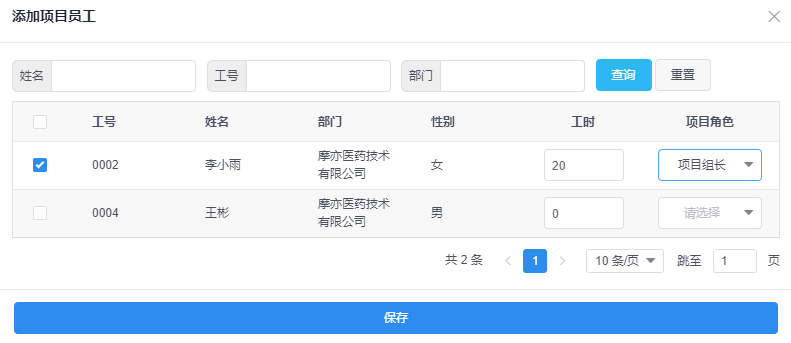 添加项目员工
姓名 工号 部门 查询 重置
工号 姓名 部门 性别 工时 项目角色
0002 李小雨 摩亦医药技术有限公司 女 20 项目组长
0004 王彬 摩亦医药技术有限公司 男 0 请选择
共 2 条 1 10 条/页 跳至 1 页
保存